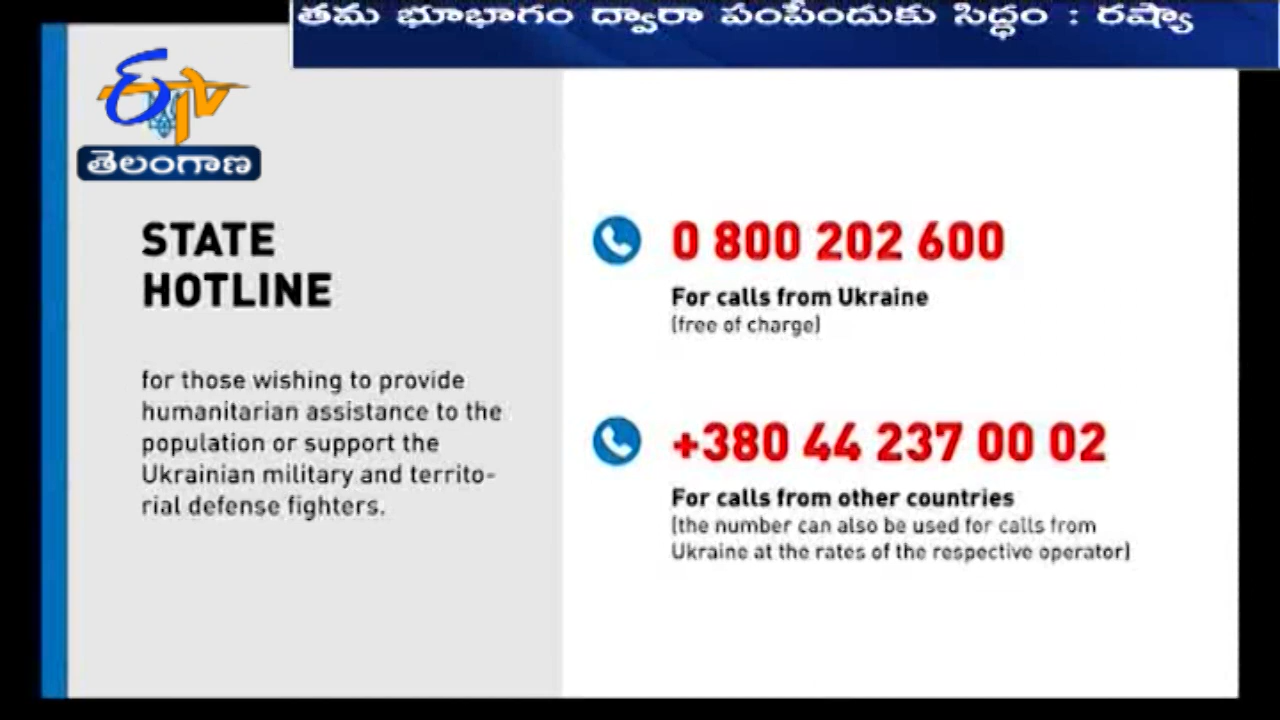 తమ భూభాగం ద్వారా పంపేందుకు సిద్ధం : రష్యా
ETV
తెలంగాణ
STATE
HOTLINE
for those wishing to provide
humanitarian assistance to the
population or support the
Ukrainian military and territo-
rial defense fighters.
0 800 202 600
For calls from Ukraine
(free of charge)
+380 44 237 00 02
For calls from other countries
(the number can also be used for calls from
Ukraine at the rates of the respective operator)